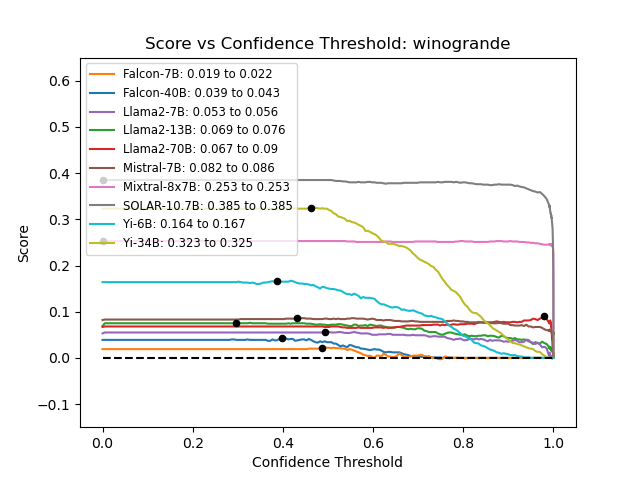 Score vs Confidence Threshold: winogrande
Score
0.6
0.5
0.4
0.3
0.2
0.1
0.0
−0.1
Falcon-7B: 0.019 to 0.022
Falcon-40B: 0.039 to 0.043
Llama2-7B: 0.053 to 0.056
Llama2-13B: 0.069 to 0.076
Llama2-70B: 0.067 to 0.09
Mistral-7B: 0.082 to 0.086
Mixtral-8x7B: 0.253 to 0.253
SOLAR-10.7B: 0.385 to 0.385
Yi-6B: 0.164 to 0.167
Yi-34B: 0.323 to 0.325
0.0 0.2 0.4 0.6 0.8 1.0
Confidence Threshold